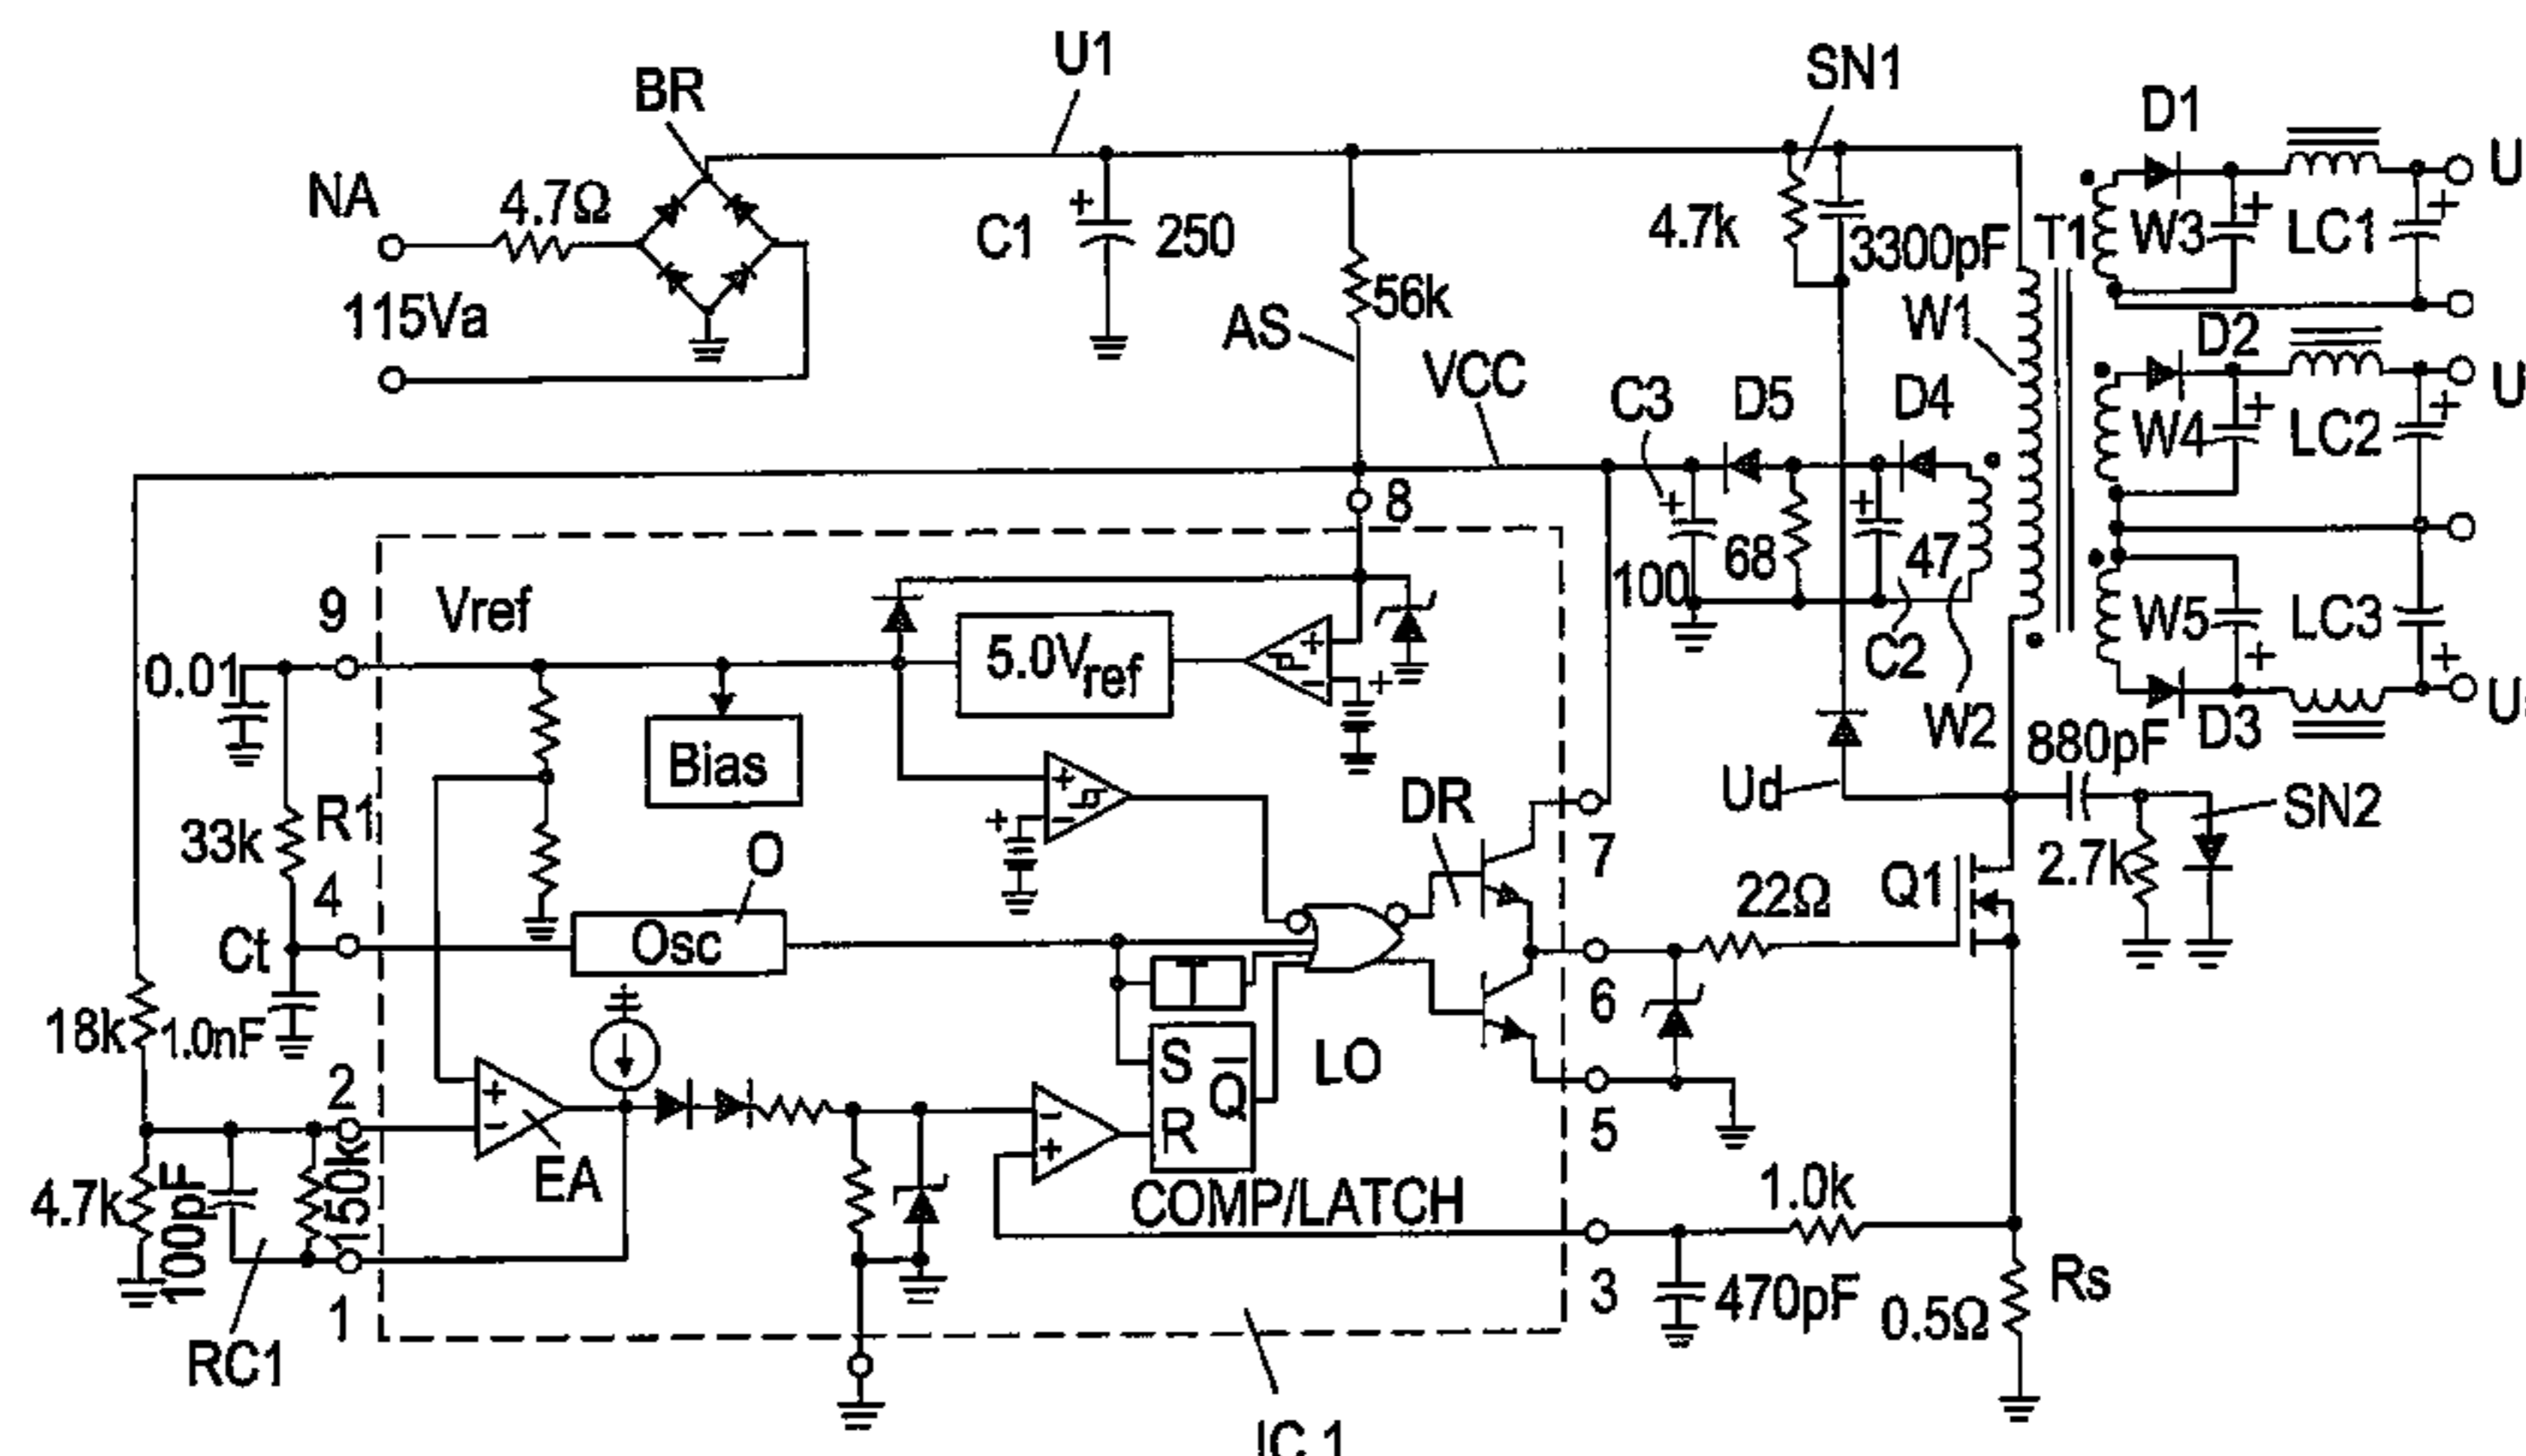 U1
SN1
BR
D1
NA
4.7Ω
U
C1
250
4.7k
3300pF
T1
W3
LC1
115Va
56k
AS
W1
D2
VCC
C3
D5
D4
U
W4
LC2
8
100
68
47
9
Vref
5.0Vref
C2
W5
LC3
0.01
+
-
W2
D3
U
880pF
Bias
+
-
Ud
SN2
DR
R1
33k
O
7
2.7k
4
22Ω
Q1
Ct
Osc
6
18k
1.0nF
T
LO
S
Q
R
2
+
-
-
+
5
EA
4.7k
100pF
150k
COMP/LATCH
1.0k
1
3
470pF
0.5Ω
Rs
RC1
IC 1